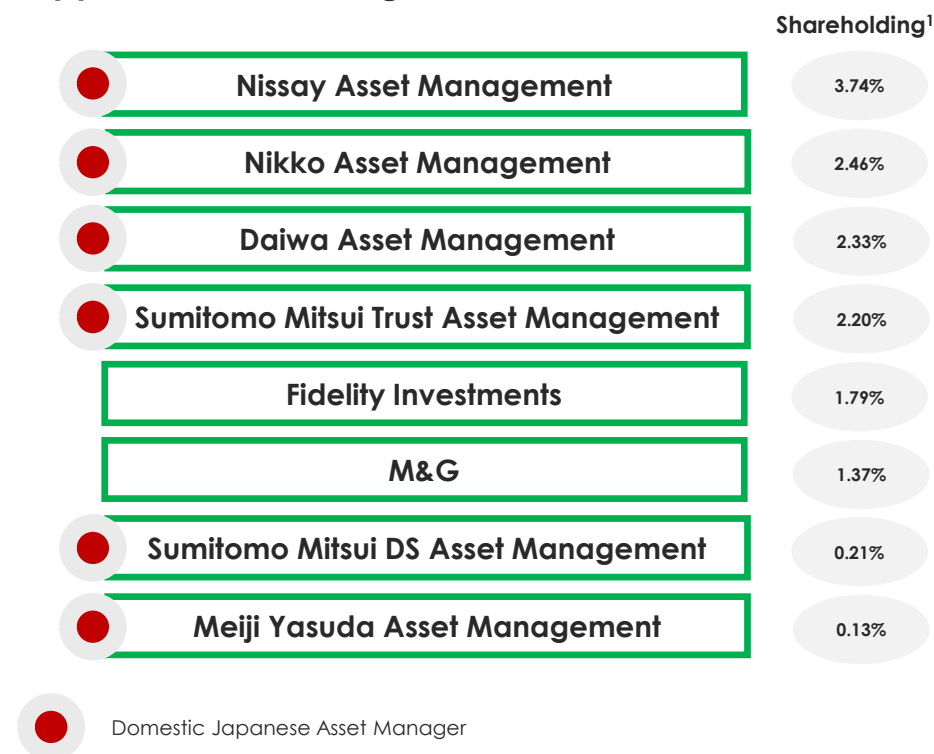 Shareholding¹
Nissay Asset Management 3.74%
Nikko Asset Management 2.46%
Daiwa Asset Management 2.33%
Sumitomo Mitsui Trust Asset Management 2.20%
Fidelity Investments 1.79%
M&G 1.37%
Sumitomo Mitsui DS Asset Management 0.21%
Meiji Yasuda Asset Management 0.13%
Domestic Japanese Asset Manager